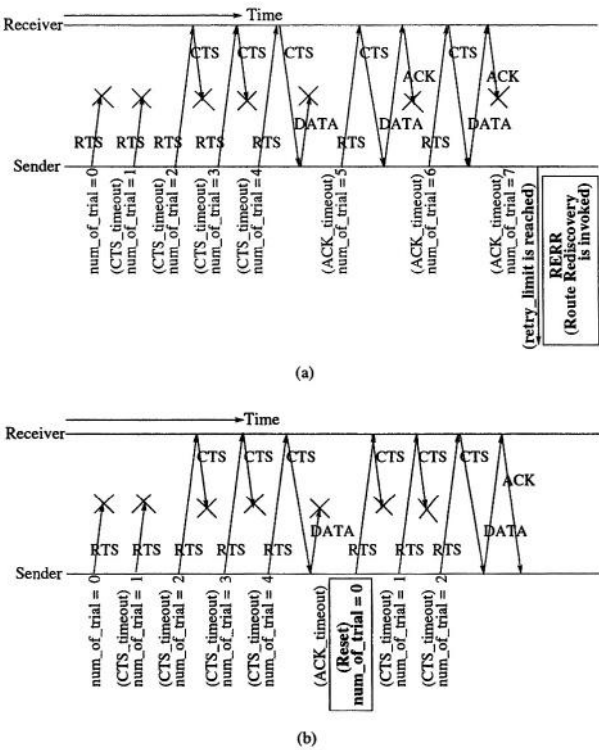 Time
Receiver
CTS CTS CTS CTS ACK CTS ACK
DATA DATA DATA
RTS RTS RTS RTS RTS RTS RTS
Sender
num_of_trial = 0
(CTS_timeout)
num_of_trial = 1
(CTS_timeout)
num_of_trial = 2
(CTS_timeout)
num_of_trial = 3
(CTS_timeout)
num_of_trial = 4
(ACK_timeout)
num_of_trial = 5
(ACK_timeout)
num_of_trial = 6
(ACK_timeout)
num_of_trial = 7
(retry_limit is reached)
RERR
(Route Rediscovery
is invoked)
(a)
Time
Receiver
CTS CTS CTS CTS CTS CTS ACK
DATA DATA
RTS RTS RTS RTS RTS RTS RTS RTS
Sender
num_of_trial = 0
(CTS_timeout)
num_of_trial = 1
(CTS_timeout)
num_of_trial = 2
(CTS_timeout)
num_of_trial = 3
(CTS_timeout)
num_of_trial = 4
(ACK_timeout)
(Reset)
num_of_trial = 0
(CTS_timeout)
num_of_trial = 1
(CTS_timeout)
num_of_trial = 2
(b)